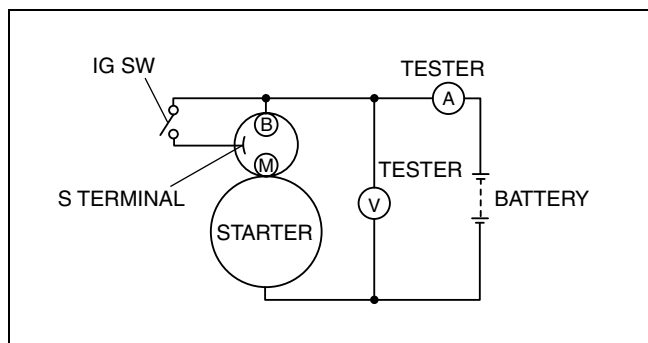 IG SW
TESTER
A
B
M
TESTER
S TERMINAL
V
BATTERY
STARTER